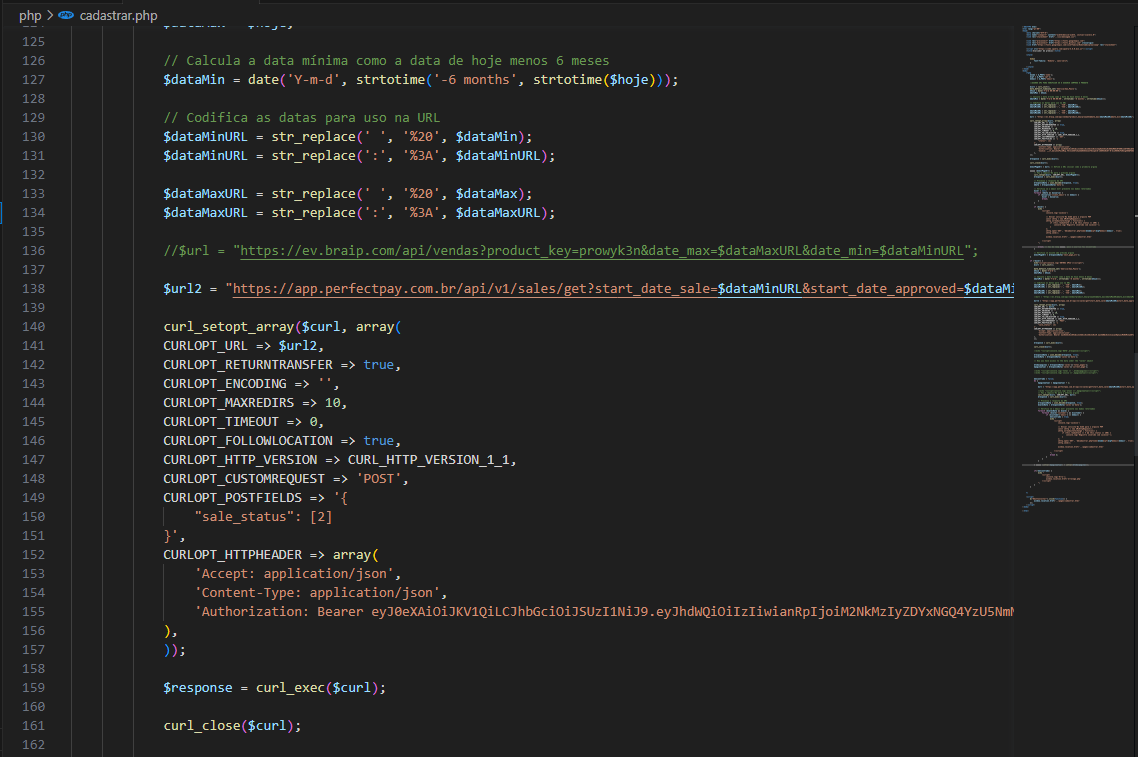 php > php cadastrar.php
125
126 // Calcula a data mínima como a data de hoje menos 6 meses
127 $dataMin = date('Y-m-d', strtotime('-6 months', strtotime($hoje)));
128
129 // Codifica as datas para uso na URL
130 $dataMinURL = str_replace(' ', '%20', $dataMin);
131 $dataMinURL = str_replace(':', '%3A', $dataMinURL);
132
133 $dataMaxURL = str_replace(' ', '%20', $dataMax);
134 $dataMaxURL = str_replace(':', '%3A', $dataMaxURL);
135
136 //$url = "https://ev.braip.com/api/vendas?product_key=prowyk3n&date_max=$dataMaxURL&date_min=$dataMinURL";
137
138 $url2 = "https://app.perfectpay.com.br/api/v1/sales/get?start_date_sale=$dataMinURL&start_date_approved=$dataMi
139
140 curl_setopt_array($curl, array(
141 CURLOPT_URL => $url2,
142 CURLOPT_RETURNTRANSFER => true,
143 CURLOPT_ENCODING => '',
144 CURLOPT_MAXREDIRS => 10,
145 CURLOPT_TIMEOUT => 0,
146 CURLOPT_FOLLOWLOCATION => true,
147 CURLOPT_HTTP_VERSION => CURL_HTTP_VERSION_1_1,
148 CURLOPT_CUSTOMREQUEST => 'POST',
149 CURLOPT_POSTFIELDS => '{
150 "sale_status": [2]
151 }',
152 CURLOPT_HTTPHEADER => array(
153 'Accept: application/json',
154 'Content-Type: application/json',
155 'Authorization: Bearer eyJ0eXAiOiJKV1QiLCJhbGciOiJSUzI1NiJ9.eyJhdWQiOiIzIiwianRpIjoiM2NkMzIyZDYxNGQ4YzU5NmM
156 ),
157 ));
158
159 $response = curl_exec($curl);
160
161 curl_close($curl);
162